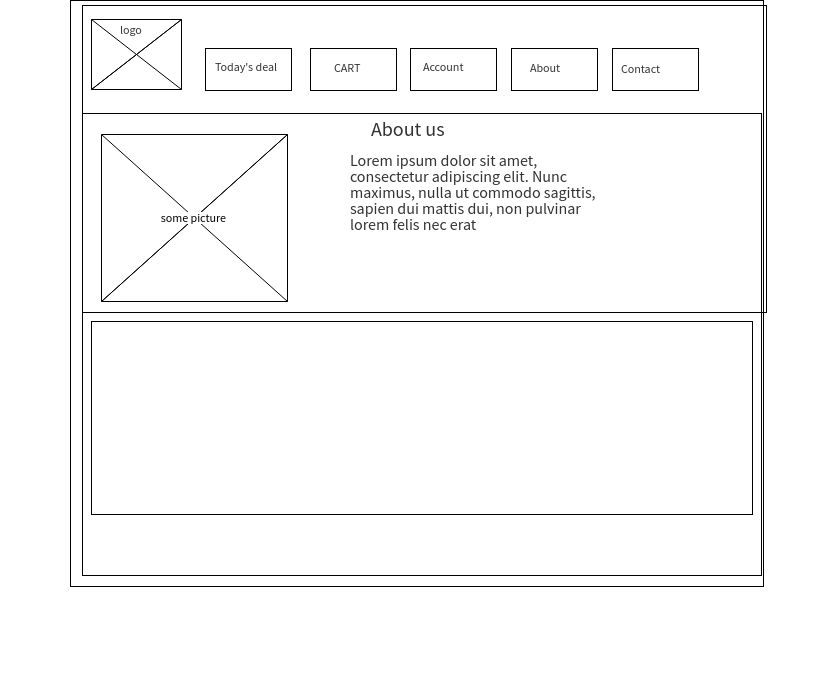 logo
Today's deal
CART
Account
About
Contact
About us
Lorem ipsum dolor sit amet,
consectetur adipiscing elit. Nunc
maximus, nulla ut commodo sagittis,
sapien dui mattis dui, non pulvinar
lorem felis nec erat
some picture